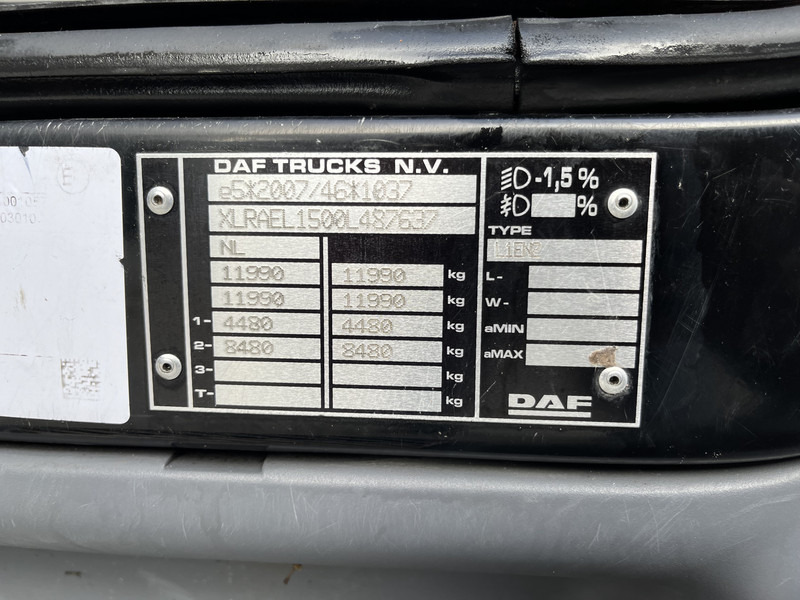 DAF TRUCKS N.V.
e5*2007/46*1037
XLRAEL1500L487637
NL
11990 11990 kg
11990 11990 kg
1- 4480 4480 kg
2- 8480 8480 kg
3- kg
T- kg
-1,5 %
%
TYPE
L1EN2
L-
W-
aMIN
aMAX
DAF
E